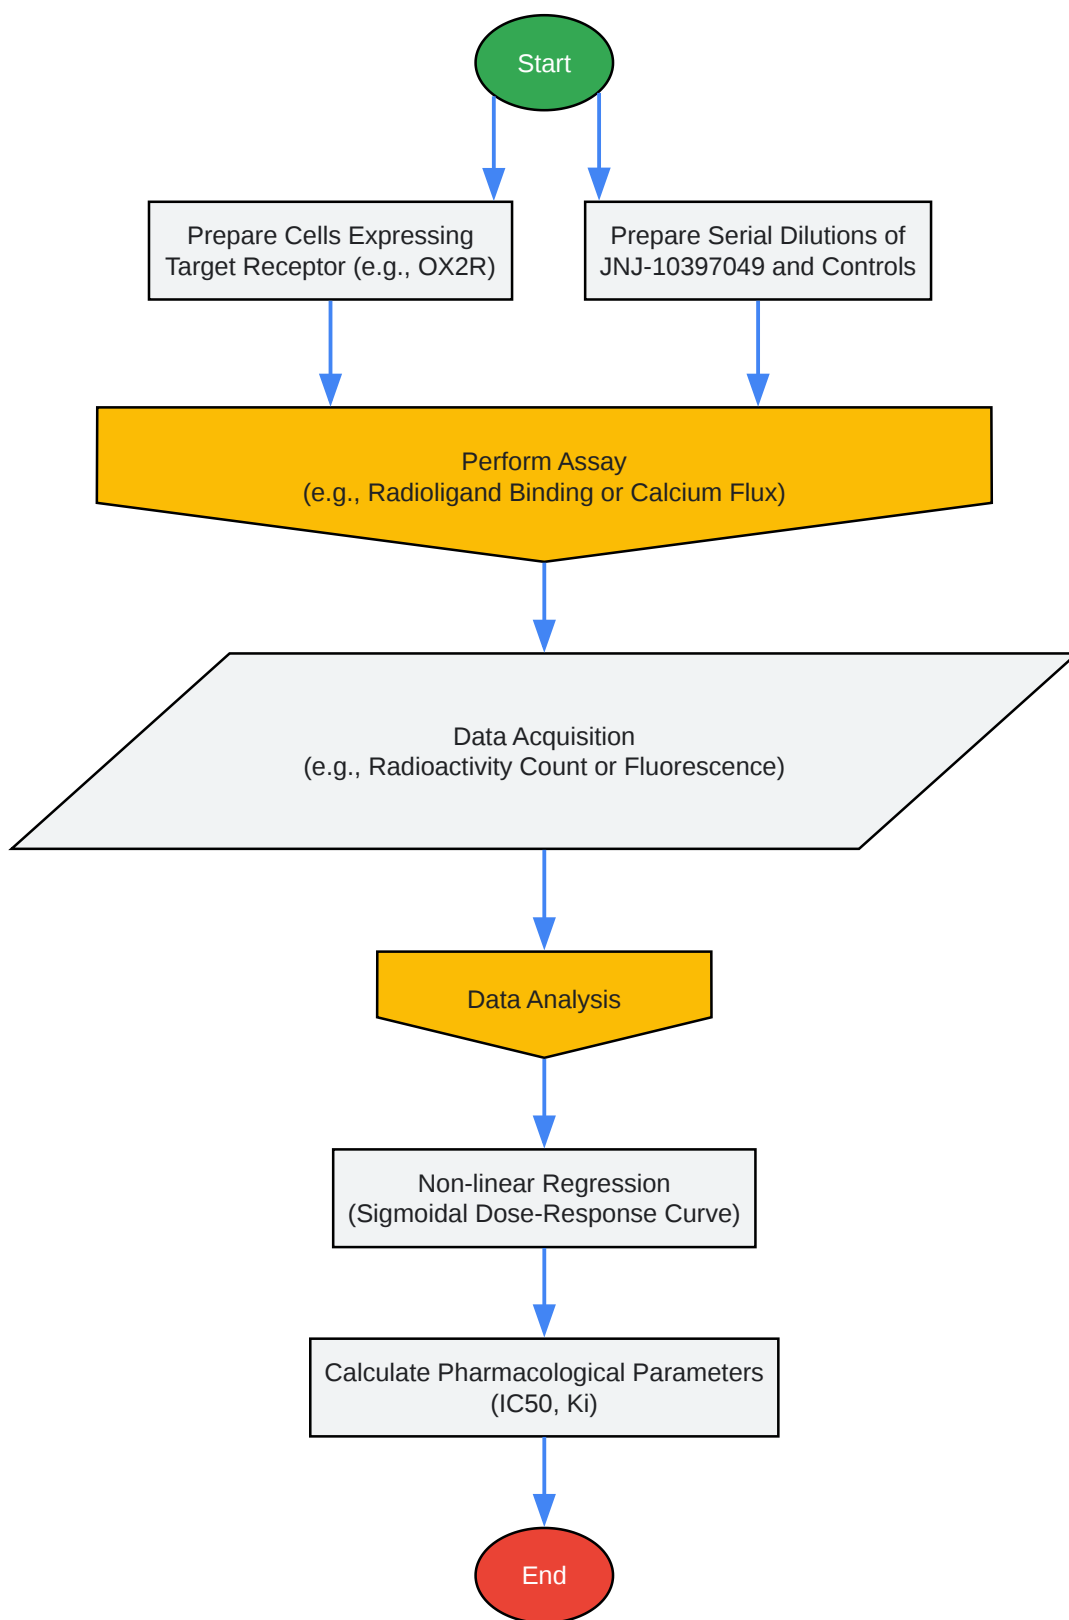 Start
Prepare Cells Expressing
Target Receptor (e.g., OX2R)
Prepare Serial Dilutions of
JNJ-10397049 and Controls
Perform Assay
(e.g., Radioligand Binding or Calcium Flux)
Data Acquisition
(e.g., Radioactivity Count or Fluorescence)
Data Analysis
Non-linear Regression
(Sigmoidal Dose-Response Curve)
Calculate Pharmacological Parameters
(IC50, Ki)
End